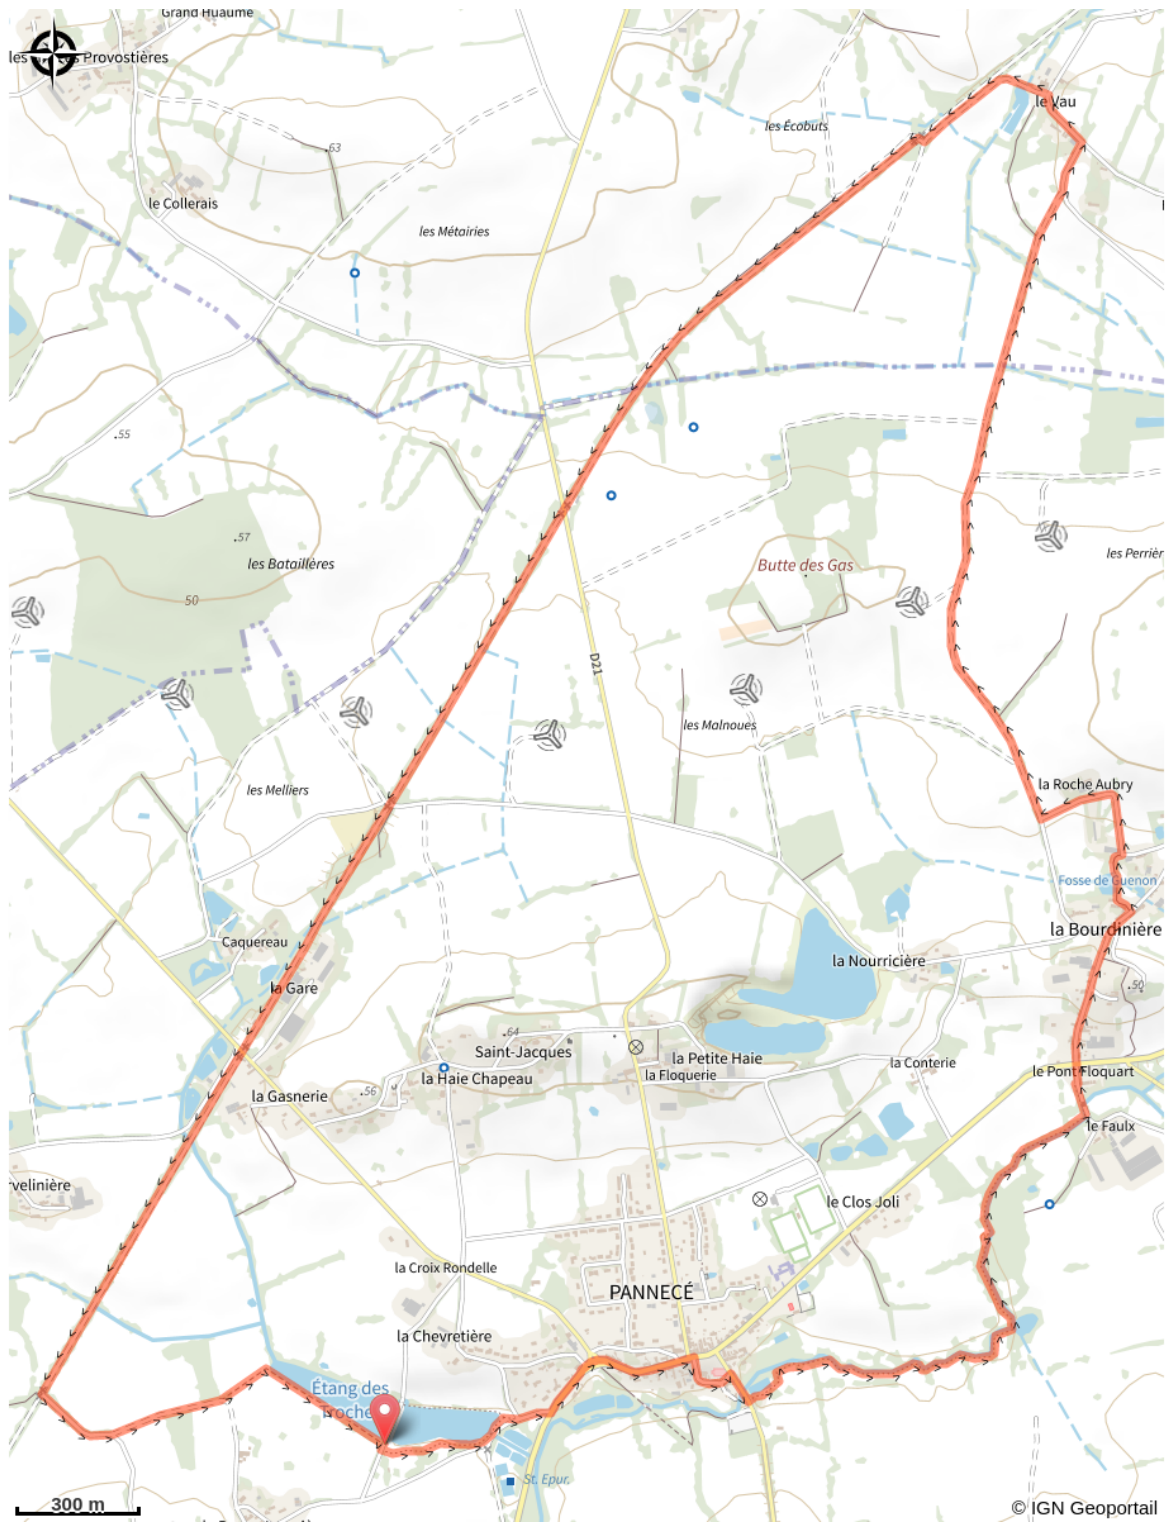 Grand Huaume
les
Provostières
le Vau
les Écobuts
63
le Collerais
les Métairies
55
57
les Bataillères
Butte des Gas
les Perrièr
50
D21
les Malnoues
les Melliers
la Roche Aubry
Fosse de Guenon
la Bourdinière
Caquereau
la Nourricière
la Gare
50
64
Saint-Jacques
la Petite Haie
la Conterie
la Haie Chapeau
la Floquerie
le Pont Floquart
la Gasnerie
56
le Faulx
rvelinière
le Clos Joli
la Croix Rondelle
PANNECÉ
la Chevretière
Étang des
Troche
St. Epur.
300 m
© IGN Geoportail